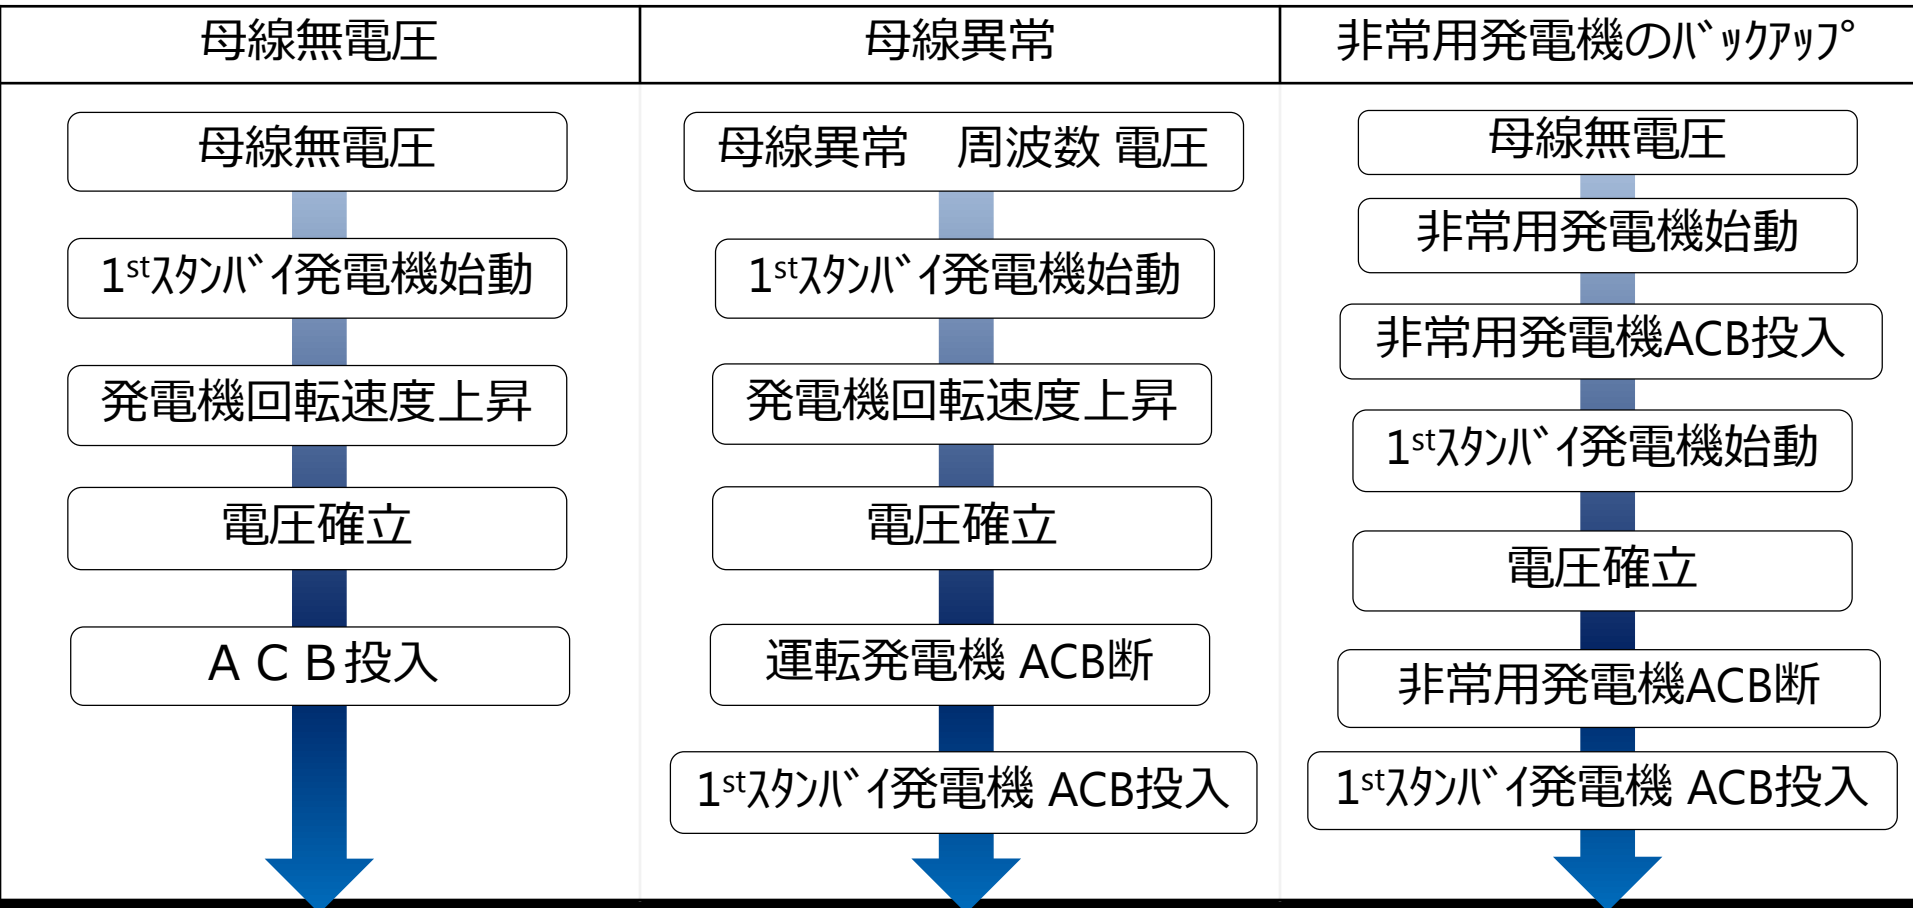 母線無電圧
母線無電圧
1stｽﾀﾝﾊﾞｲ発電機始動
発電機回転速度上昇
電圧確立
ＡＣＢ投入
母線異常
母線異常　周波数 電圧
1stｽﾀﾝﾊﾞｲ発電機始動
発電機回転速度上昇
電圧確立
運転発電機 ACB断
1stｽﾀﾝﾊﾞｲ発電機 ACB投入
非常用発電機のﾊﾞｯｸｱｯﾌﾟ
母線無電圧
非常用発電機始動
非常用発電機ACB投入
1stｽﾀﾝﾊﾞｲ発電機始動
電圧確立
非常用発電機ACB断
1stｽﾀﾝﾊﾞｲ発電機 ACB投入